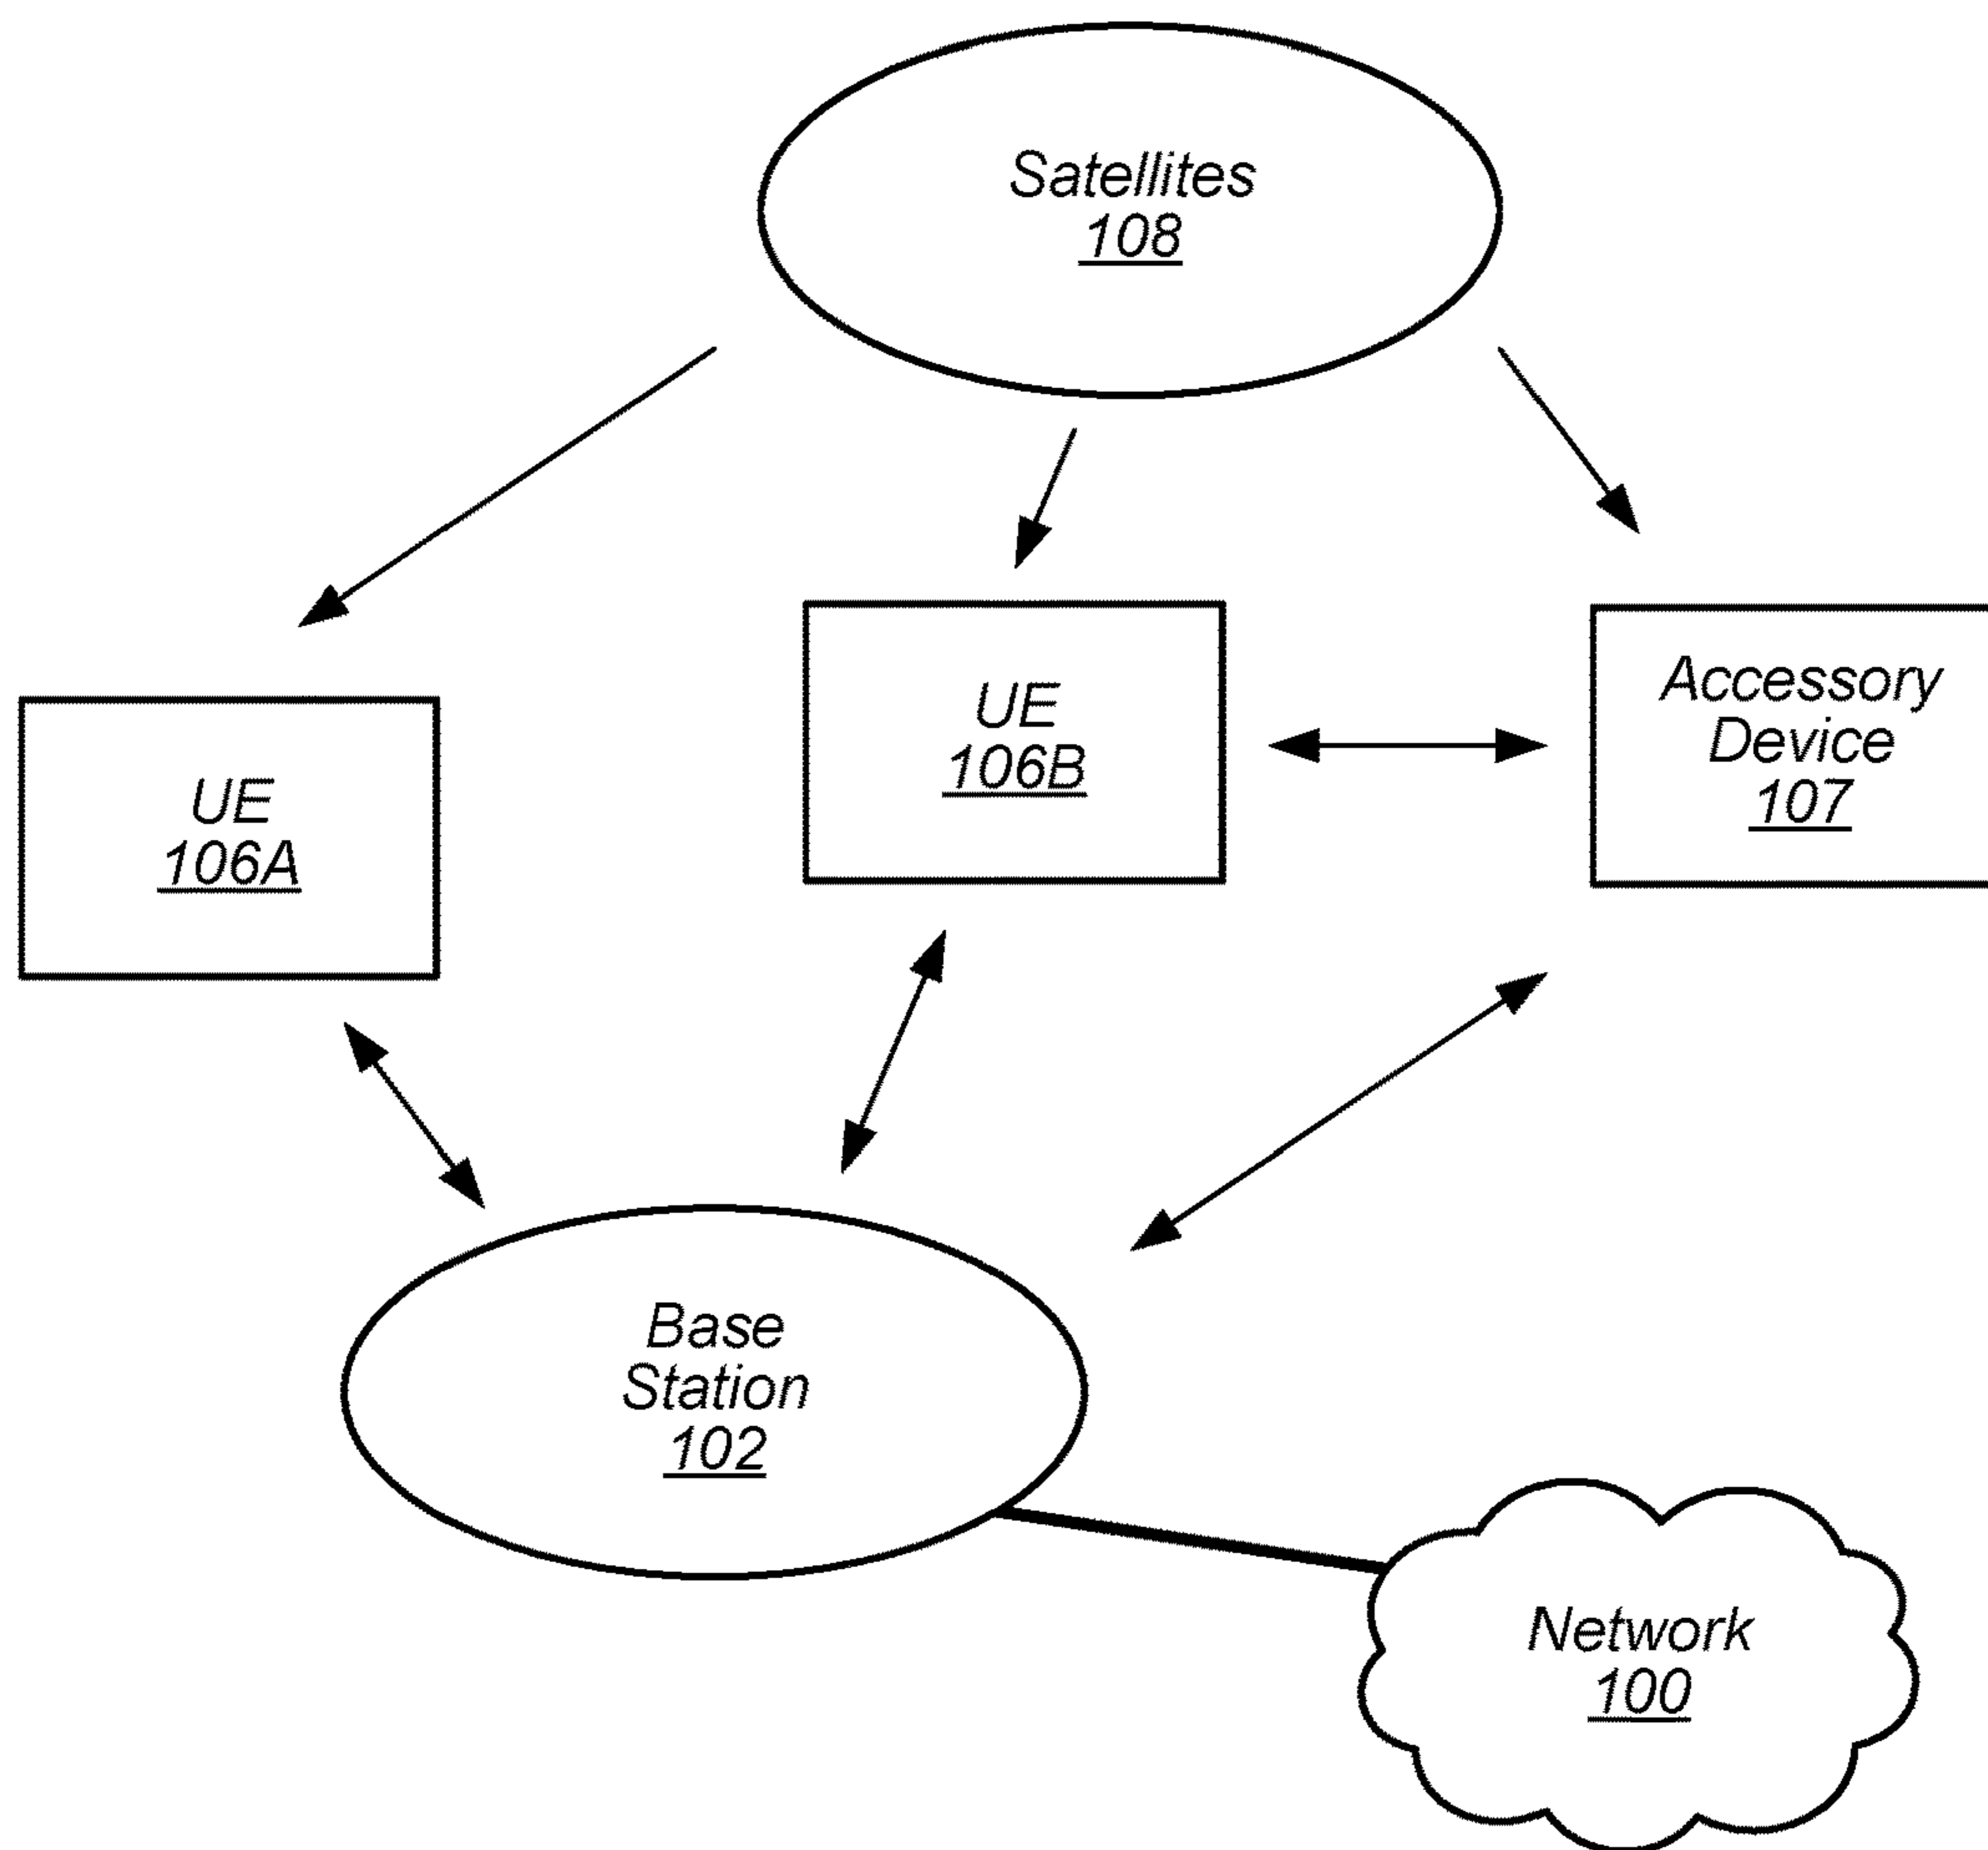 Satellites
108
UE
106A
UE
106B
Accessory
Device
107
Base
Station
102
Network
100